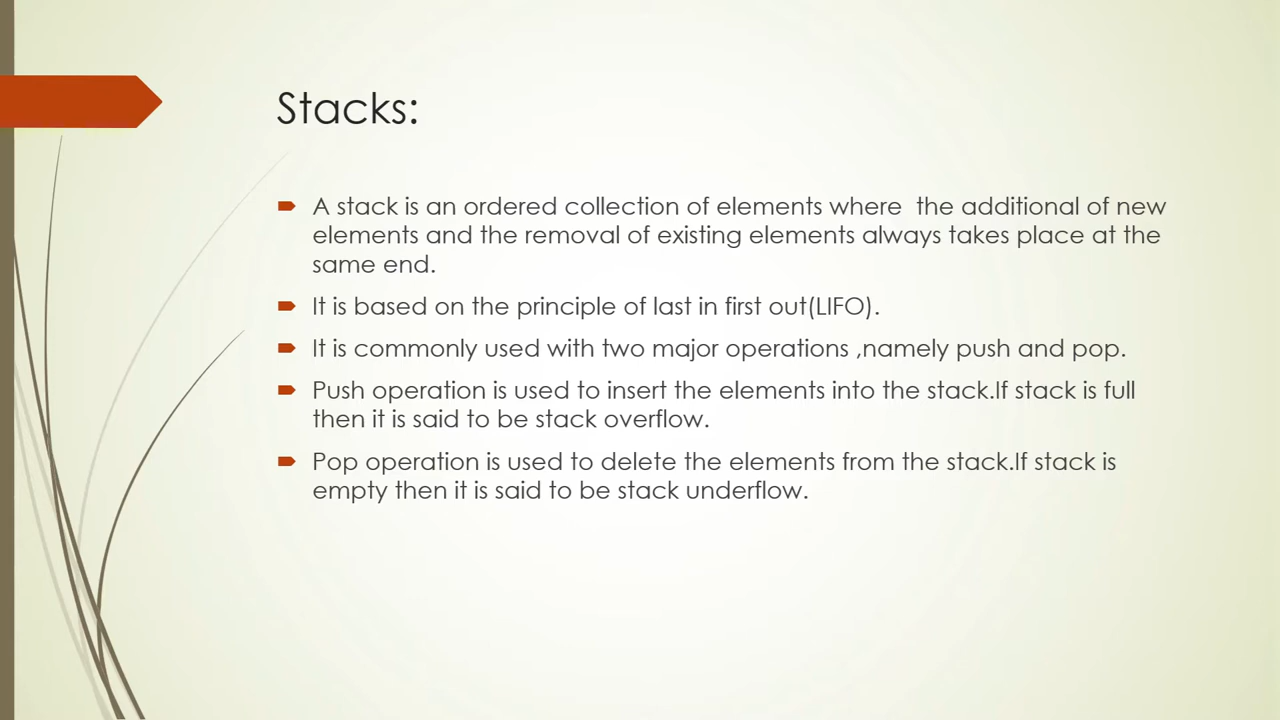 Stacks:
A stack is an ordered collection of elements where  the additional of new
elements and the removal of existing elements always takes place at the
same end.
It is based on the principle of last in first out(LIFO).
It is commonly used with two major operations ,namely push and pop.
Push operation is used to insert the elements into the stack.If stack is full
then it is said to be stack overflow.
Pop operation is used to delete the elements from the stack.If stack is
empty then it is said to be stack underflow.